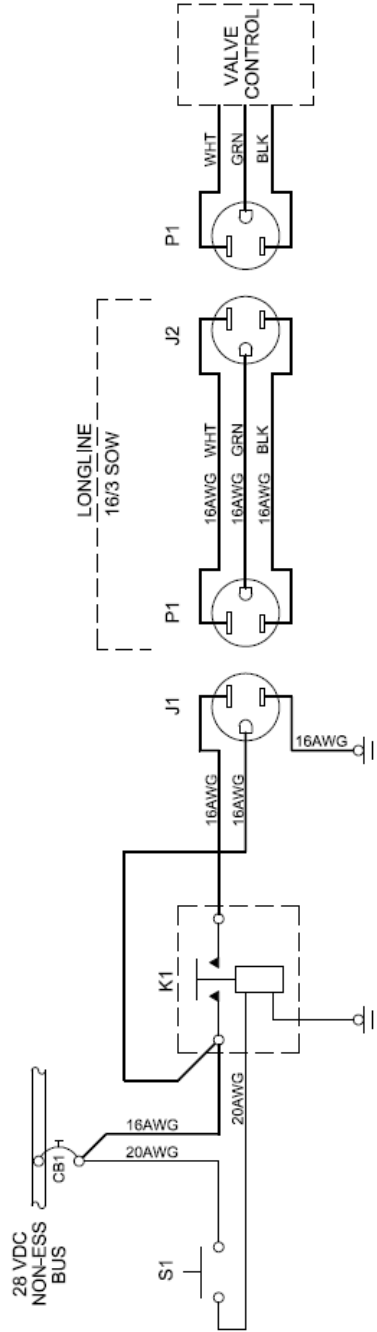 28 VDC
NON-ESS
BUS
CB1
16AWG
20AWG
S1
20AWG
K1
16AWG
16AWG
16AWG
J1
P1
LONGLINE
16/3 SOW
16AWG WHT
16AWG GRN
16AWG BLK
J2
P1
WHT
GRN
BLK
VALVE
CONTROL